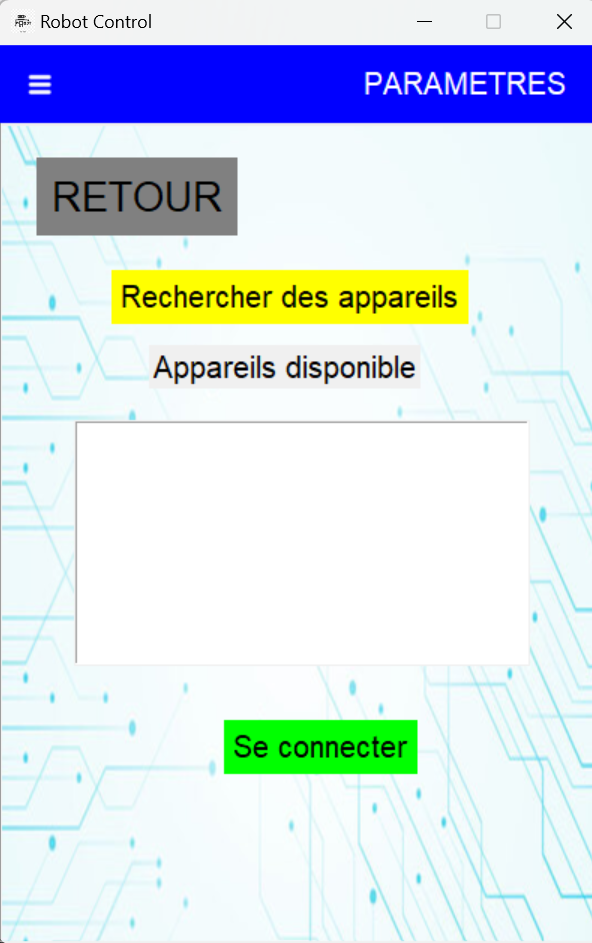 Robot Control
PARAMETRES
RETOUR
Rechercher des appareils
Appareils disponible
Se connecter